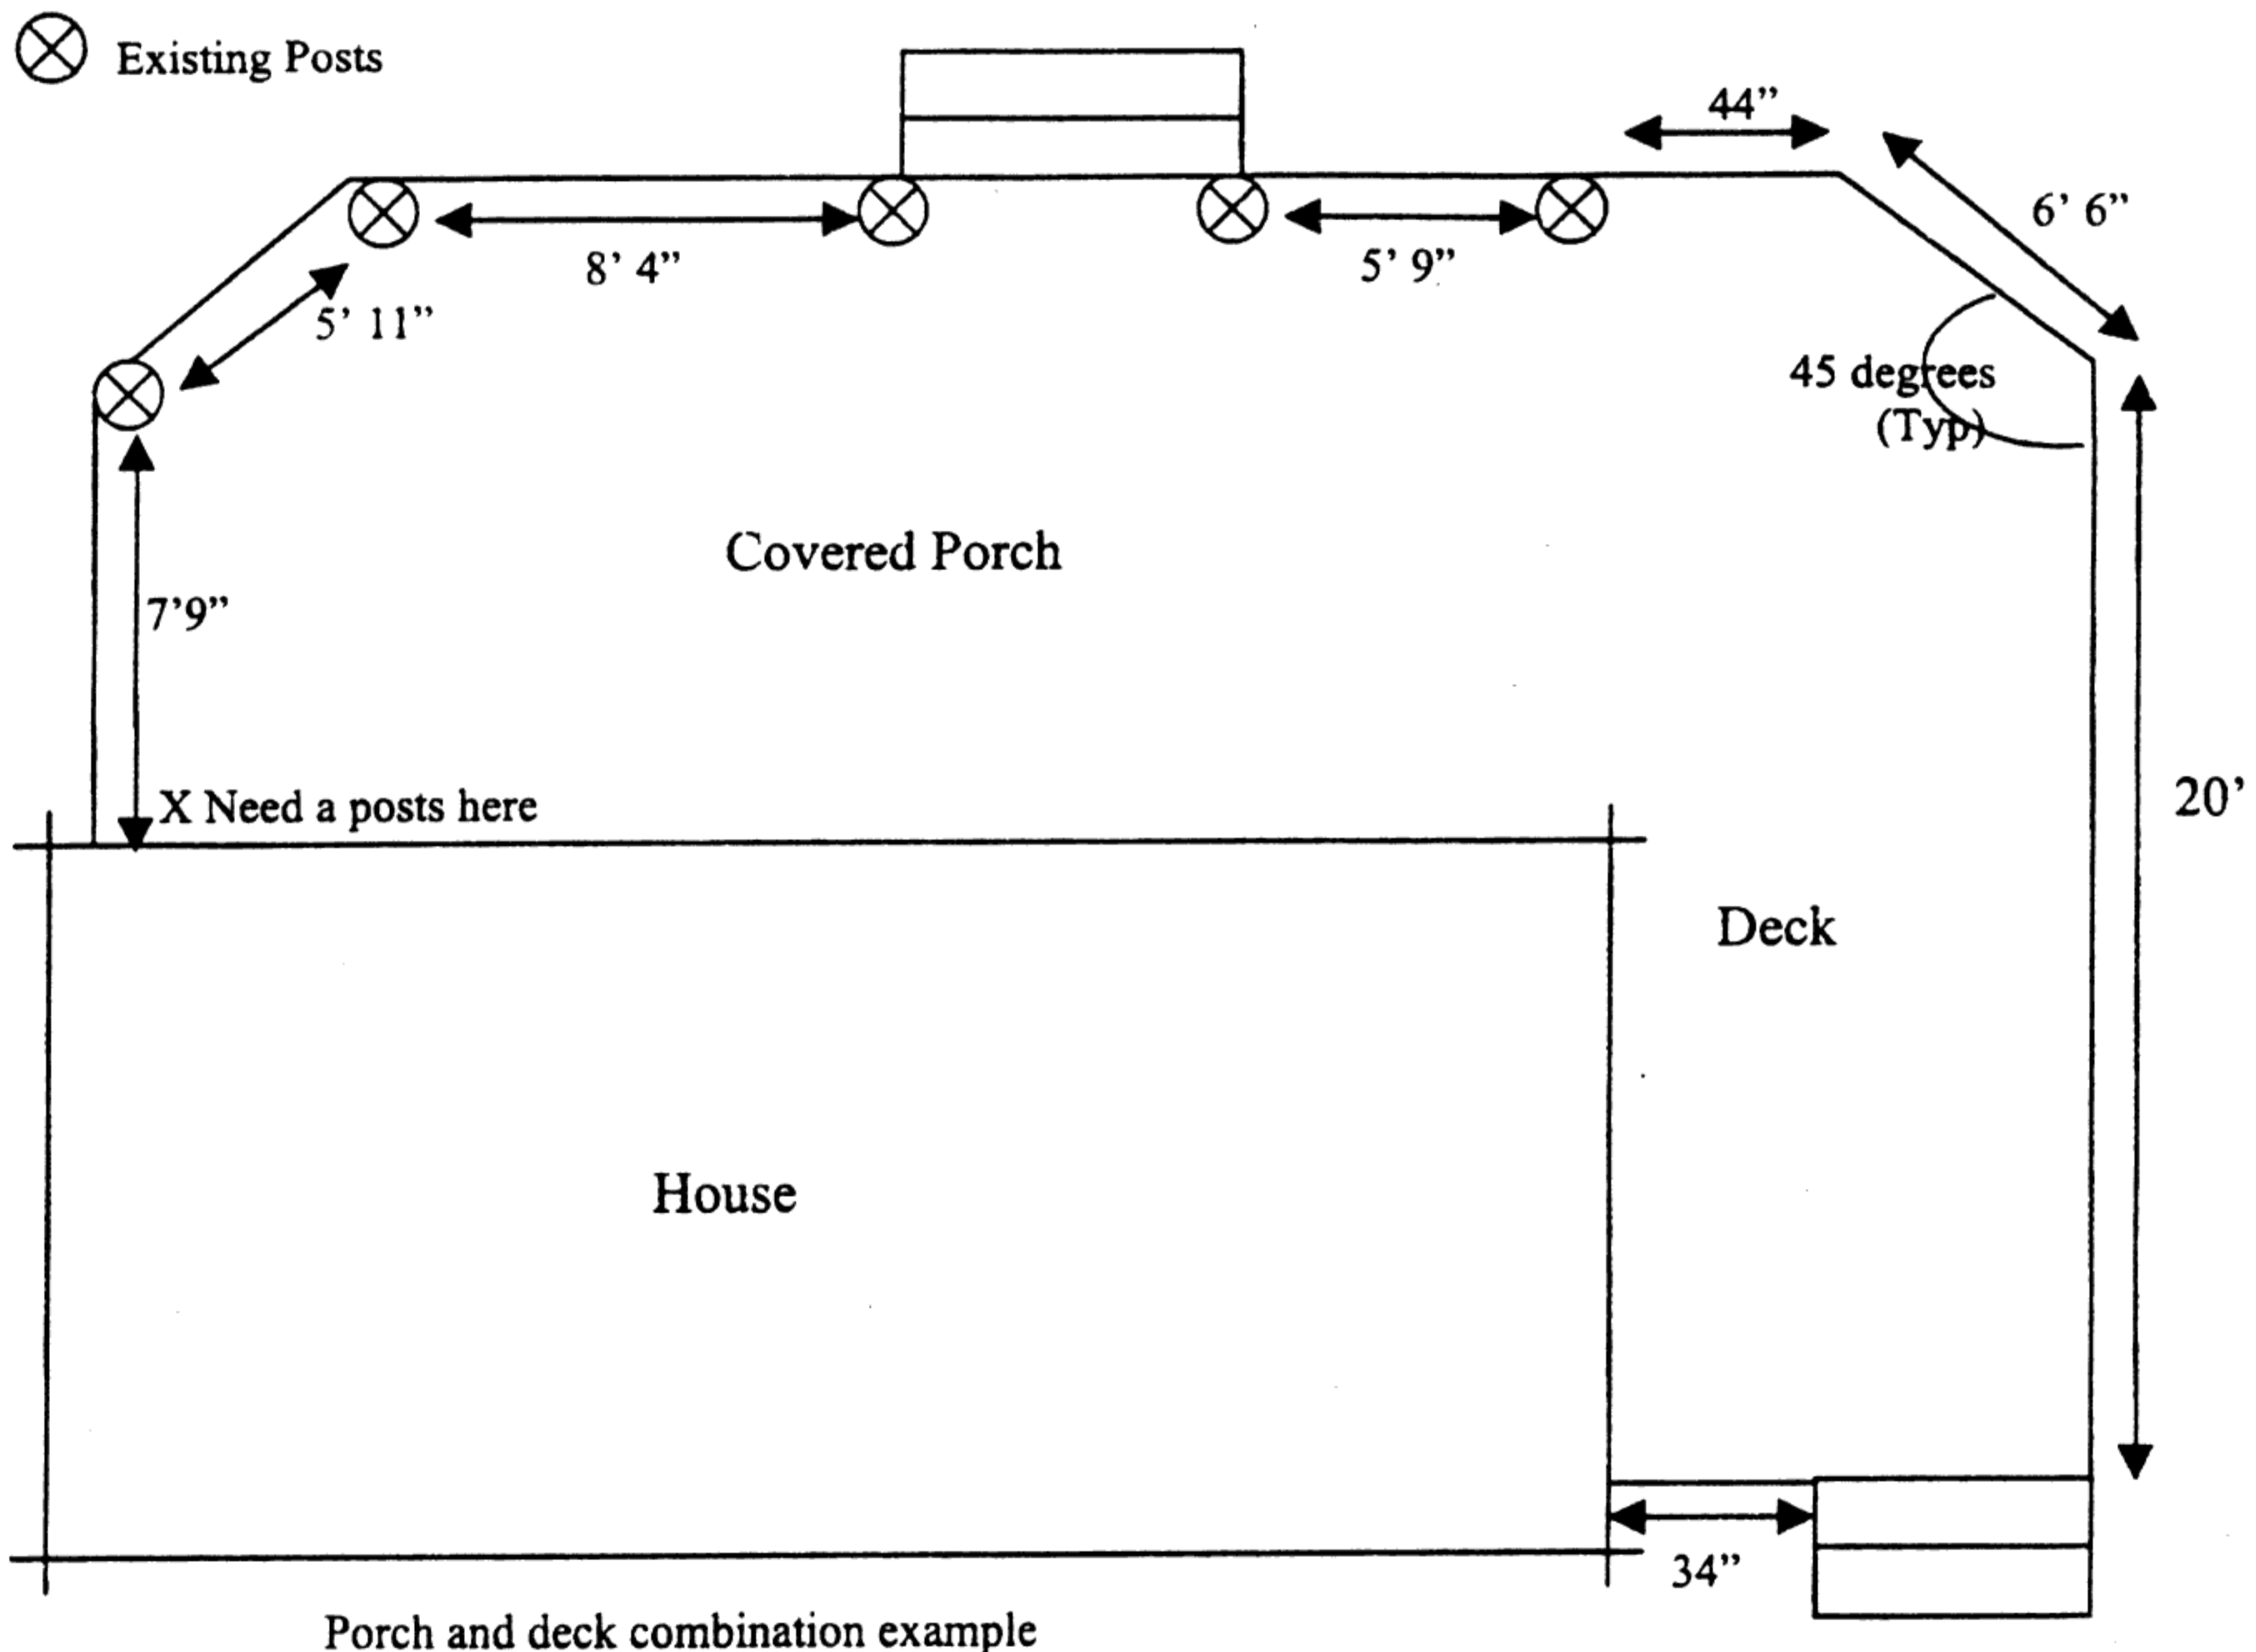 Existing Posts
44”
6’ 6”
8’ 4”
5’ 9”
5’ 11”
45 degrees
(Typ)
Covered Porch
7’9”
X Need a posts here
20’
Deck
House
34”
Porch and deck combination example